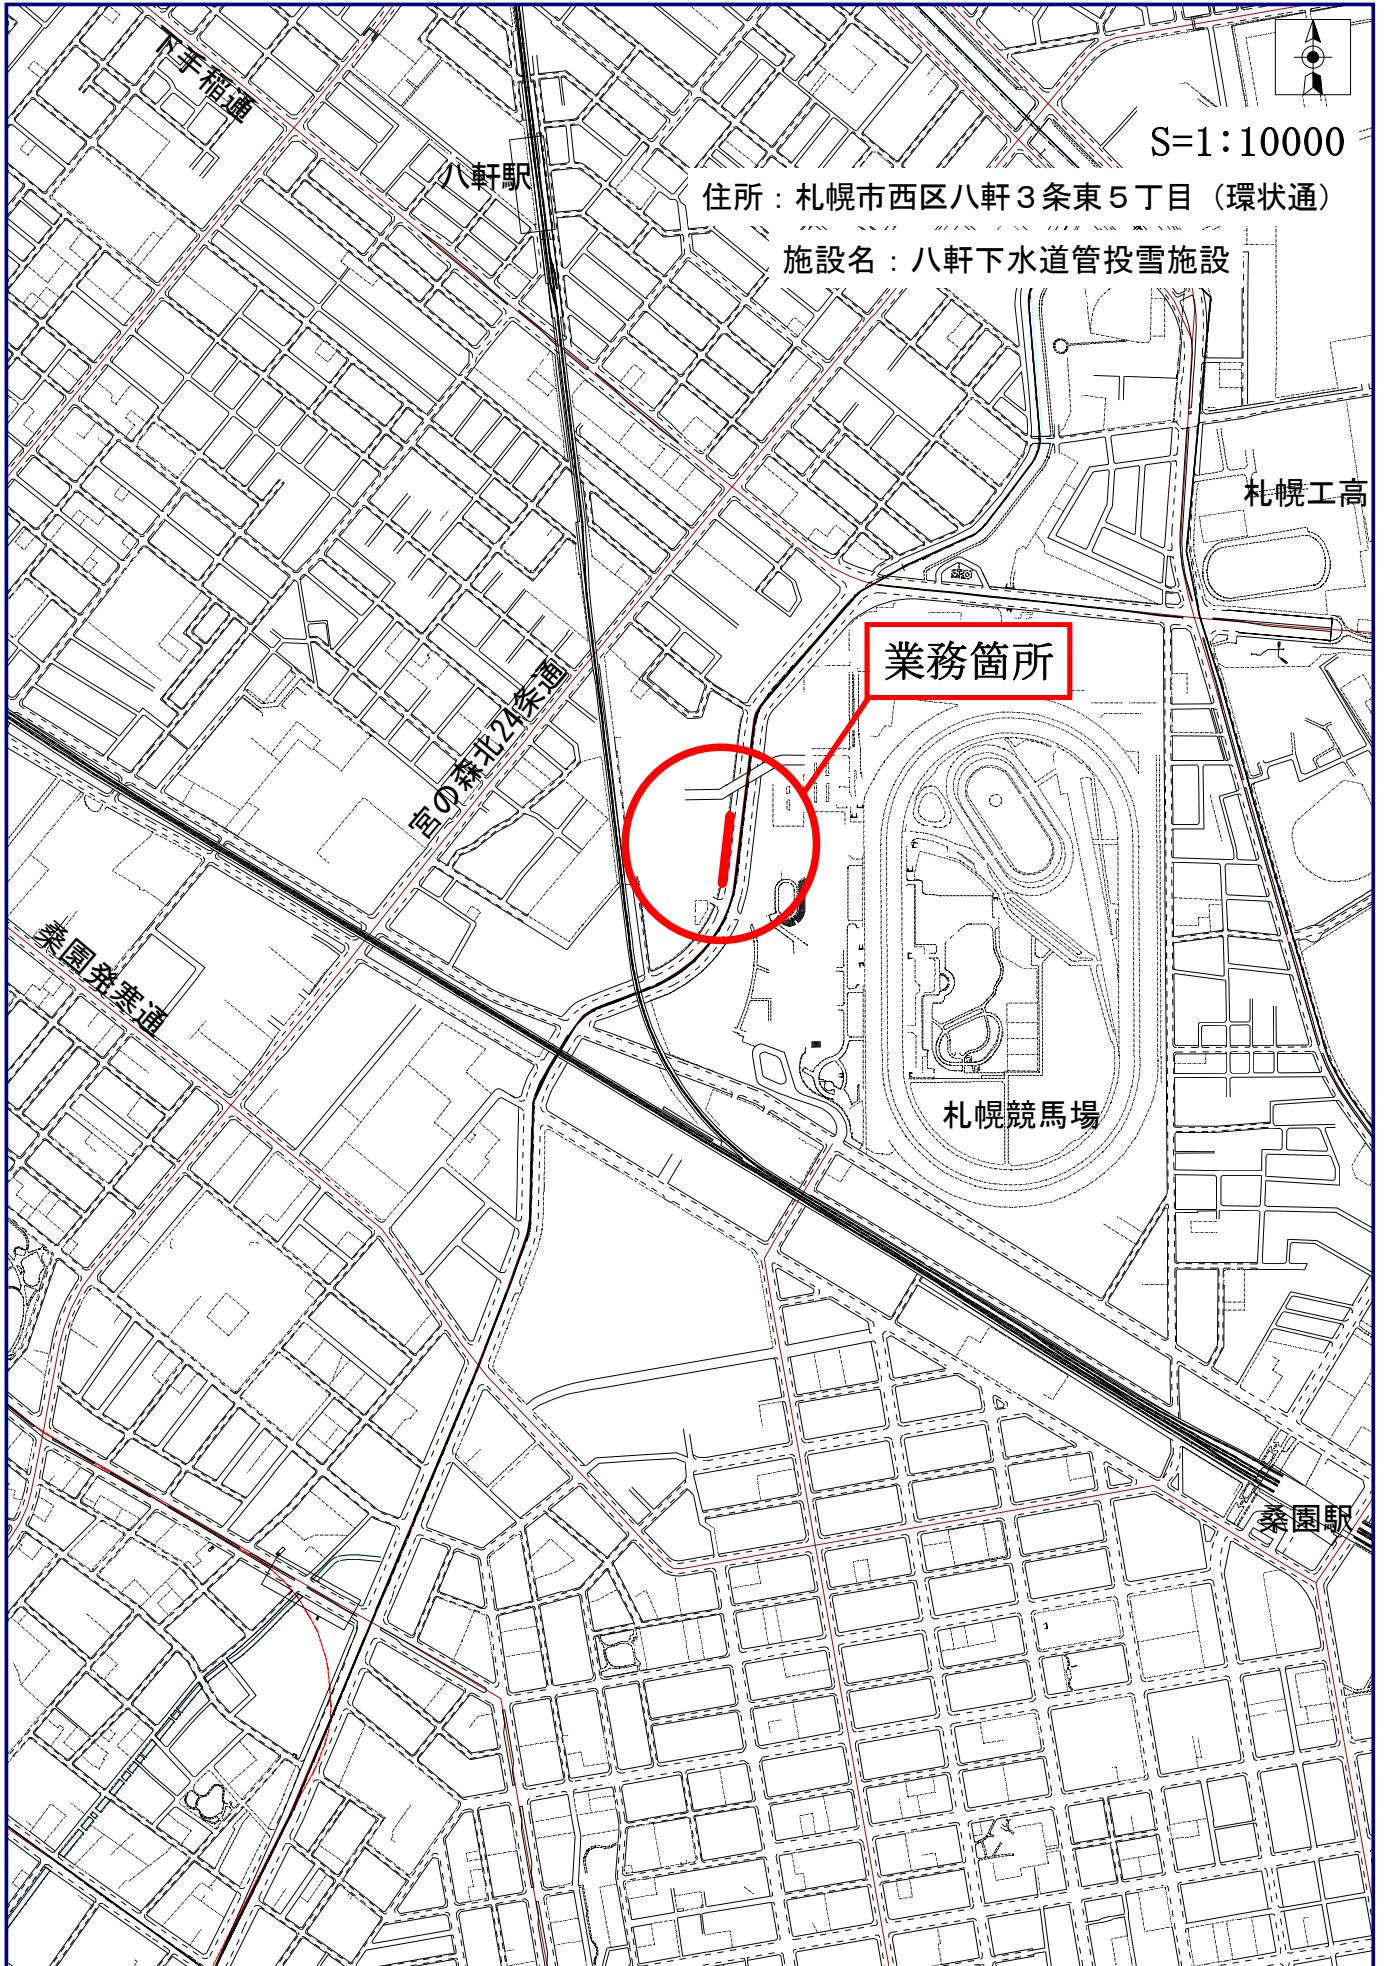 下手稲通
八軒駅
S=1:10000
住所：札幌市西区八軒３条東５丁目（環状通）
施設名：八軒下水道管投雪施設
札幌工高
業務箇所
宮の森北24条通
桑園発寒通
札幌競馬場
桑園駅